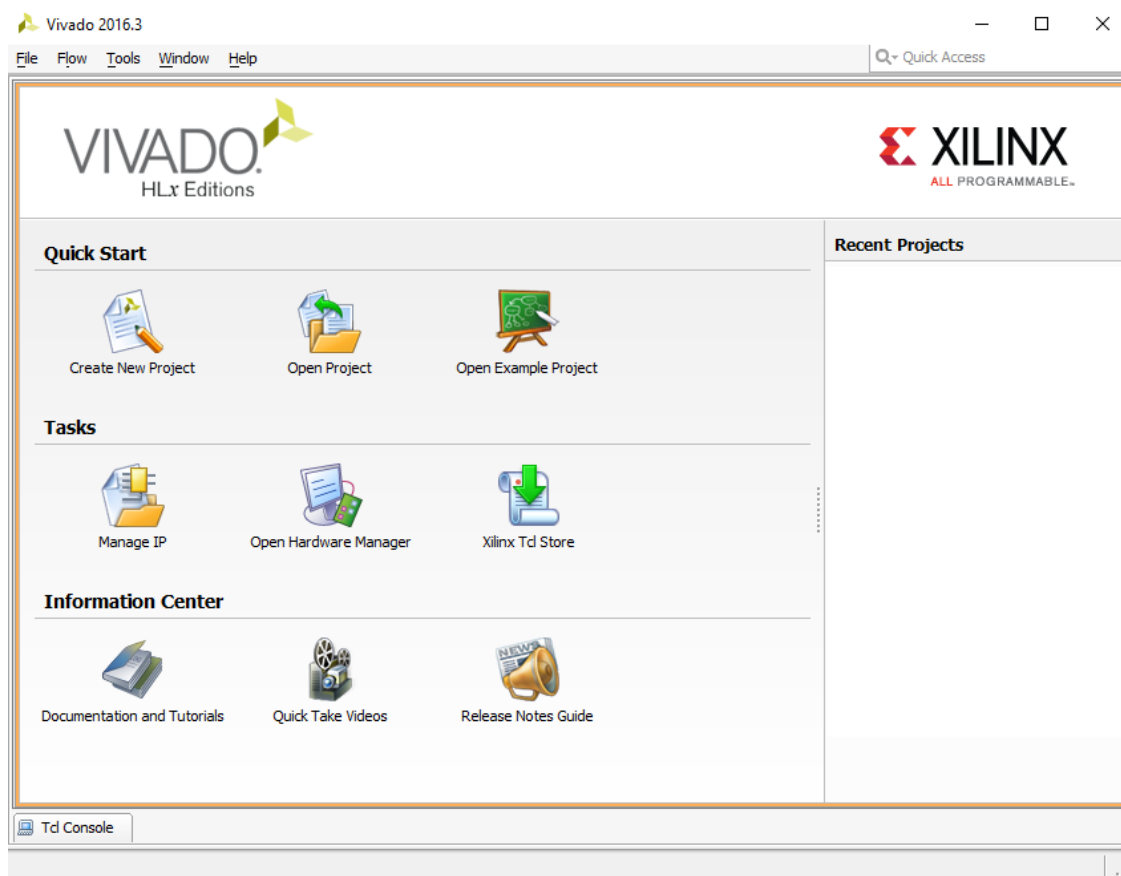 Vivado 2016.3
File Flow Tools Window Help
Quick Access
VIVADO.
HLx Editions
XILINX
ALL PROGRAMMABLE™
Quick Start
Recent Projects
Create New Project
Open Project
Open Example Project
Tasks
Manage IP
Open Hardware Manager
Xilinx Tcl Store
Information Center
NEWS
Documentation and Tutorials
Quick Take Videos
Release Notes Guide
Tcl Console